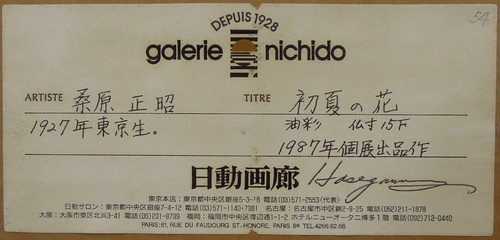 54
DEPUIS 1928
galerie nichido
ARTISTE 桑原 正昭 TITRE 初夏の花
1927年東京生。 油彩 仏寸15F
1987年個展出品作
日動画廊 Hasegawa
東京本店：東京都中央区銀座5-3-16 電話(03)571-2553(代表)
日動サロン：東京都中央区銀座7-4-12 電話(03)571-1140・7381 名古屋：名古屋市中区錦2-9-25 電話(052)211-1878
大阪：大阪市東区北浜3-41 電話(06)231-9733 福岡：福岡市中央区渡辺通1-1-2 ホテルニューオータニ博多1階 電話(092)713-0440
PARIS:61, RUE DU FAUBOURG ST-HONORE, PARIS 8e TEL.4266.62.86